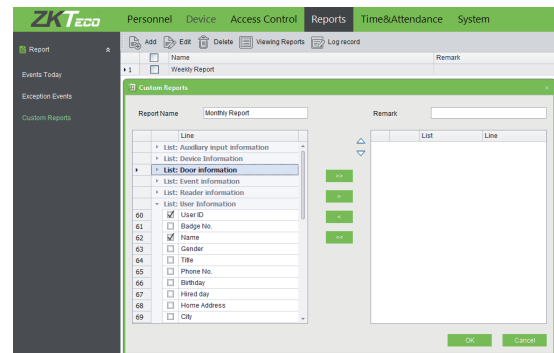 ZKTeco
Personnel Device Access Control Reports Time&Attendance System
Report
Add Edit Delete Viewing Reports Log record
Name Remark
1 Weekly Report
Events Today
Exception Events
Custom Reports
Custom Reports
Report Name Monthly Report Remark
Line
List Line
List: Auxiliary input information
List: Device Information
List: Door information
List: Event information
List: Reader information
List: User Information
>>
>
<
<<
60 User ID
61 Badge No.
62 Name
63 Gender
64 Title
65 Phone No.
66 Birthday
67 Hired day
68 Home Address
69 City
OK Cancel